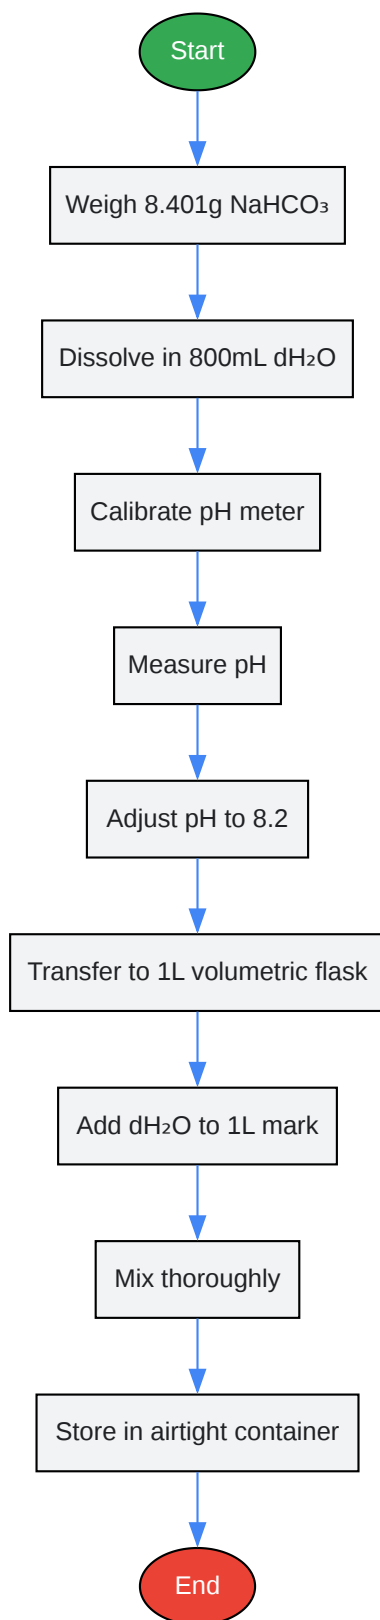 Start
Weigh 8.401g NaHCO₃
Dissolve in 800mL dH₂O
Calibrate pH meter
Measure pH
Adjust pH to 8.2
Transfer to 1L volumetric flask
Add dH₂O to 1L mark
Mix thoroughly
Store in airtight container
End